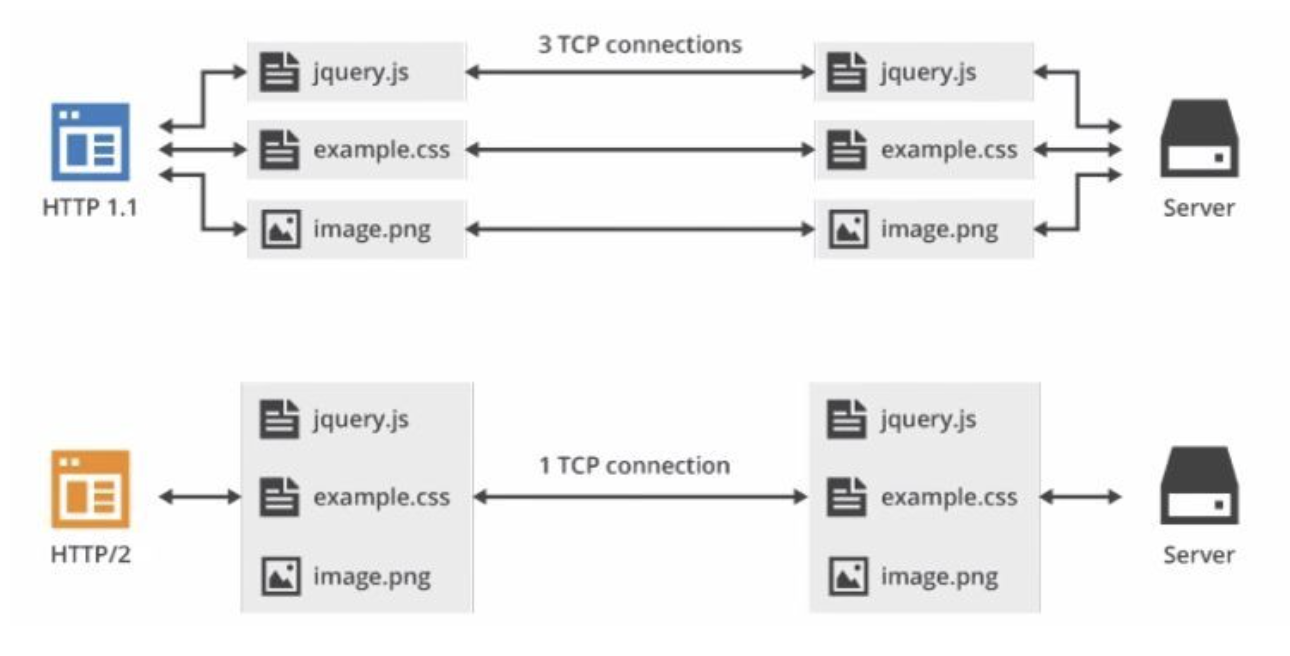 3 TCP connections
jquery.js
jquery.js
example.css
example.css
HTTP 1.1
Server
image.png
image.png
jquery.js
jquery.js
1 TCP connection
example.css
example.css
HTTP/2
Server
image.png
image.png